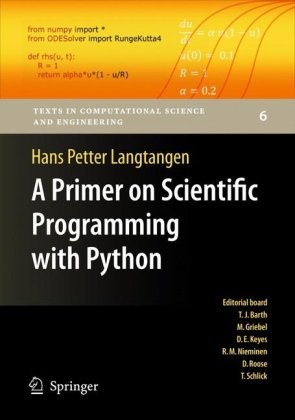 from numpy import *
from ODESolver import RungeKutta4
def rhs(u, t):
R = 1
return alpha*u*(1 - u/R)
du/dt = α u(1 − u)
u(0) = 0.1
R = 1
α = 0.2
TEXTS IN COMPUTATIONAL SCIENCE
AND ENGINEERING
6
Hans Petter Langtangen
A Primer on Scientific
Programming
with Python
Editorial board
T. J. Barth
M. Griebel
D. E. Keyes
R. M. Nieminen
D. Roose
T. Schlick
Springer